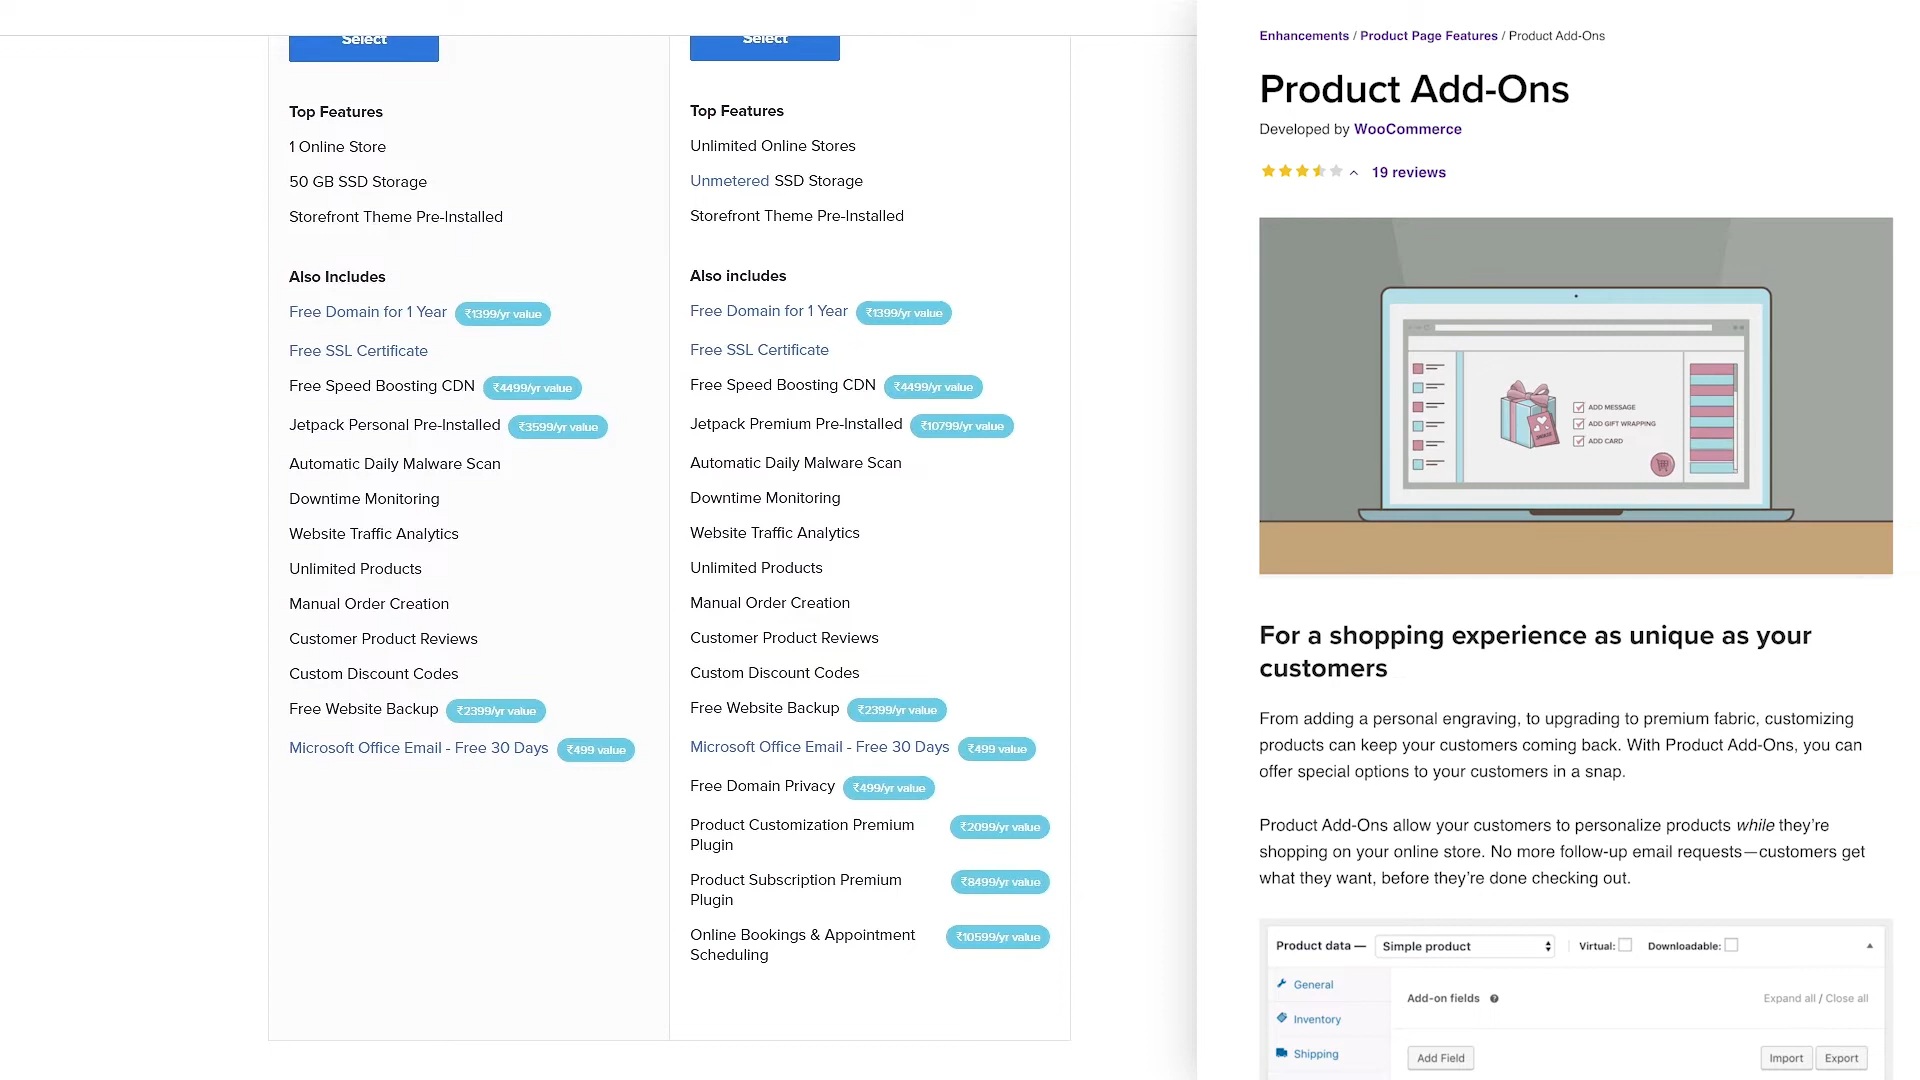 Select
Top Features
1 Online Store
50 GB SSD Storage
Storefront Theme Pre-Installed
Also Includes
Free Domain for 1 Year ₹1399/yr value
Free SSL Certificate
Free Speed Boosting CDN ₹4499/yr value
Jetpack Personal Pre-Installed ₹3599/yr value
Automatic Daily Malware Scan
Downtime Monitoring
Website Traffic Analytics
Unlimited Products
Manual Order Creation
Customer Product Reviews
Custom Discount Codes
Free Website Backup ₹2399/yr value
Microsoft Office Email - Free 30 Days ₹499 value
Select
Top Features
Unlimited Online Stores
Unmetered SSD Storage
Storefront Theme Pre-Installed
Also includes
Free Domain for 1 Year ₹1399/yr value
Free SSL Certificate
Free Speed Boosting CDN ₹4499/yr value
Jetpack Premium Pre-Installed ₹10799/yr value
Automatic Daily Malware Scan
Downtime Monitoring
Website Traffic Analytics
Unlimited Products
Manual Order Creation
Customer Product Reviews
Custom Discount Codes
Free Website Backup ₹2399/yr value
Microsoft Office Email - Free 30 Days ₹499 value
Free Domain Privacy ₹499/yr value
Product Customization Premium ₹2099/yr value
Plugin
Product Subscription Premium ₹8499/yr value
Plugin
Online Bookings & Appointment ₹10599/yr value
Scheduling
Enhancements / Product Page Features / Product Add-Ons
Product Add-Ons
Developed by WooCommerce
19 reviews
ADD MESSAGE
ADD GIFT WRAPPING
ADD CARD
For a shopping experience as unique as your
customers
From adding a personal engraving, to upgrading to premium fabric, customizing
products can keep your customers coming back. With Product Add-Ons, you can
offer special options to your customers in a snap.
Product Add-Ons allow your customers to personalize products while they’re
shopping on your online store. No more follow-up email requests—customers get
what they want, before they’re done checking out.
Product data — Simple product Virtual: Downloadable:
General
Add-on fields Expand all / Close all
Inventory
Shipping
Add Field Import Export